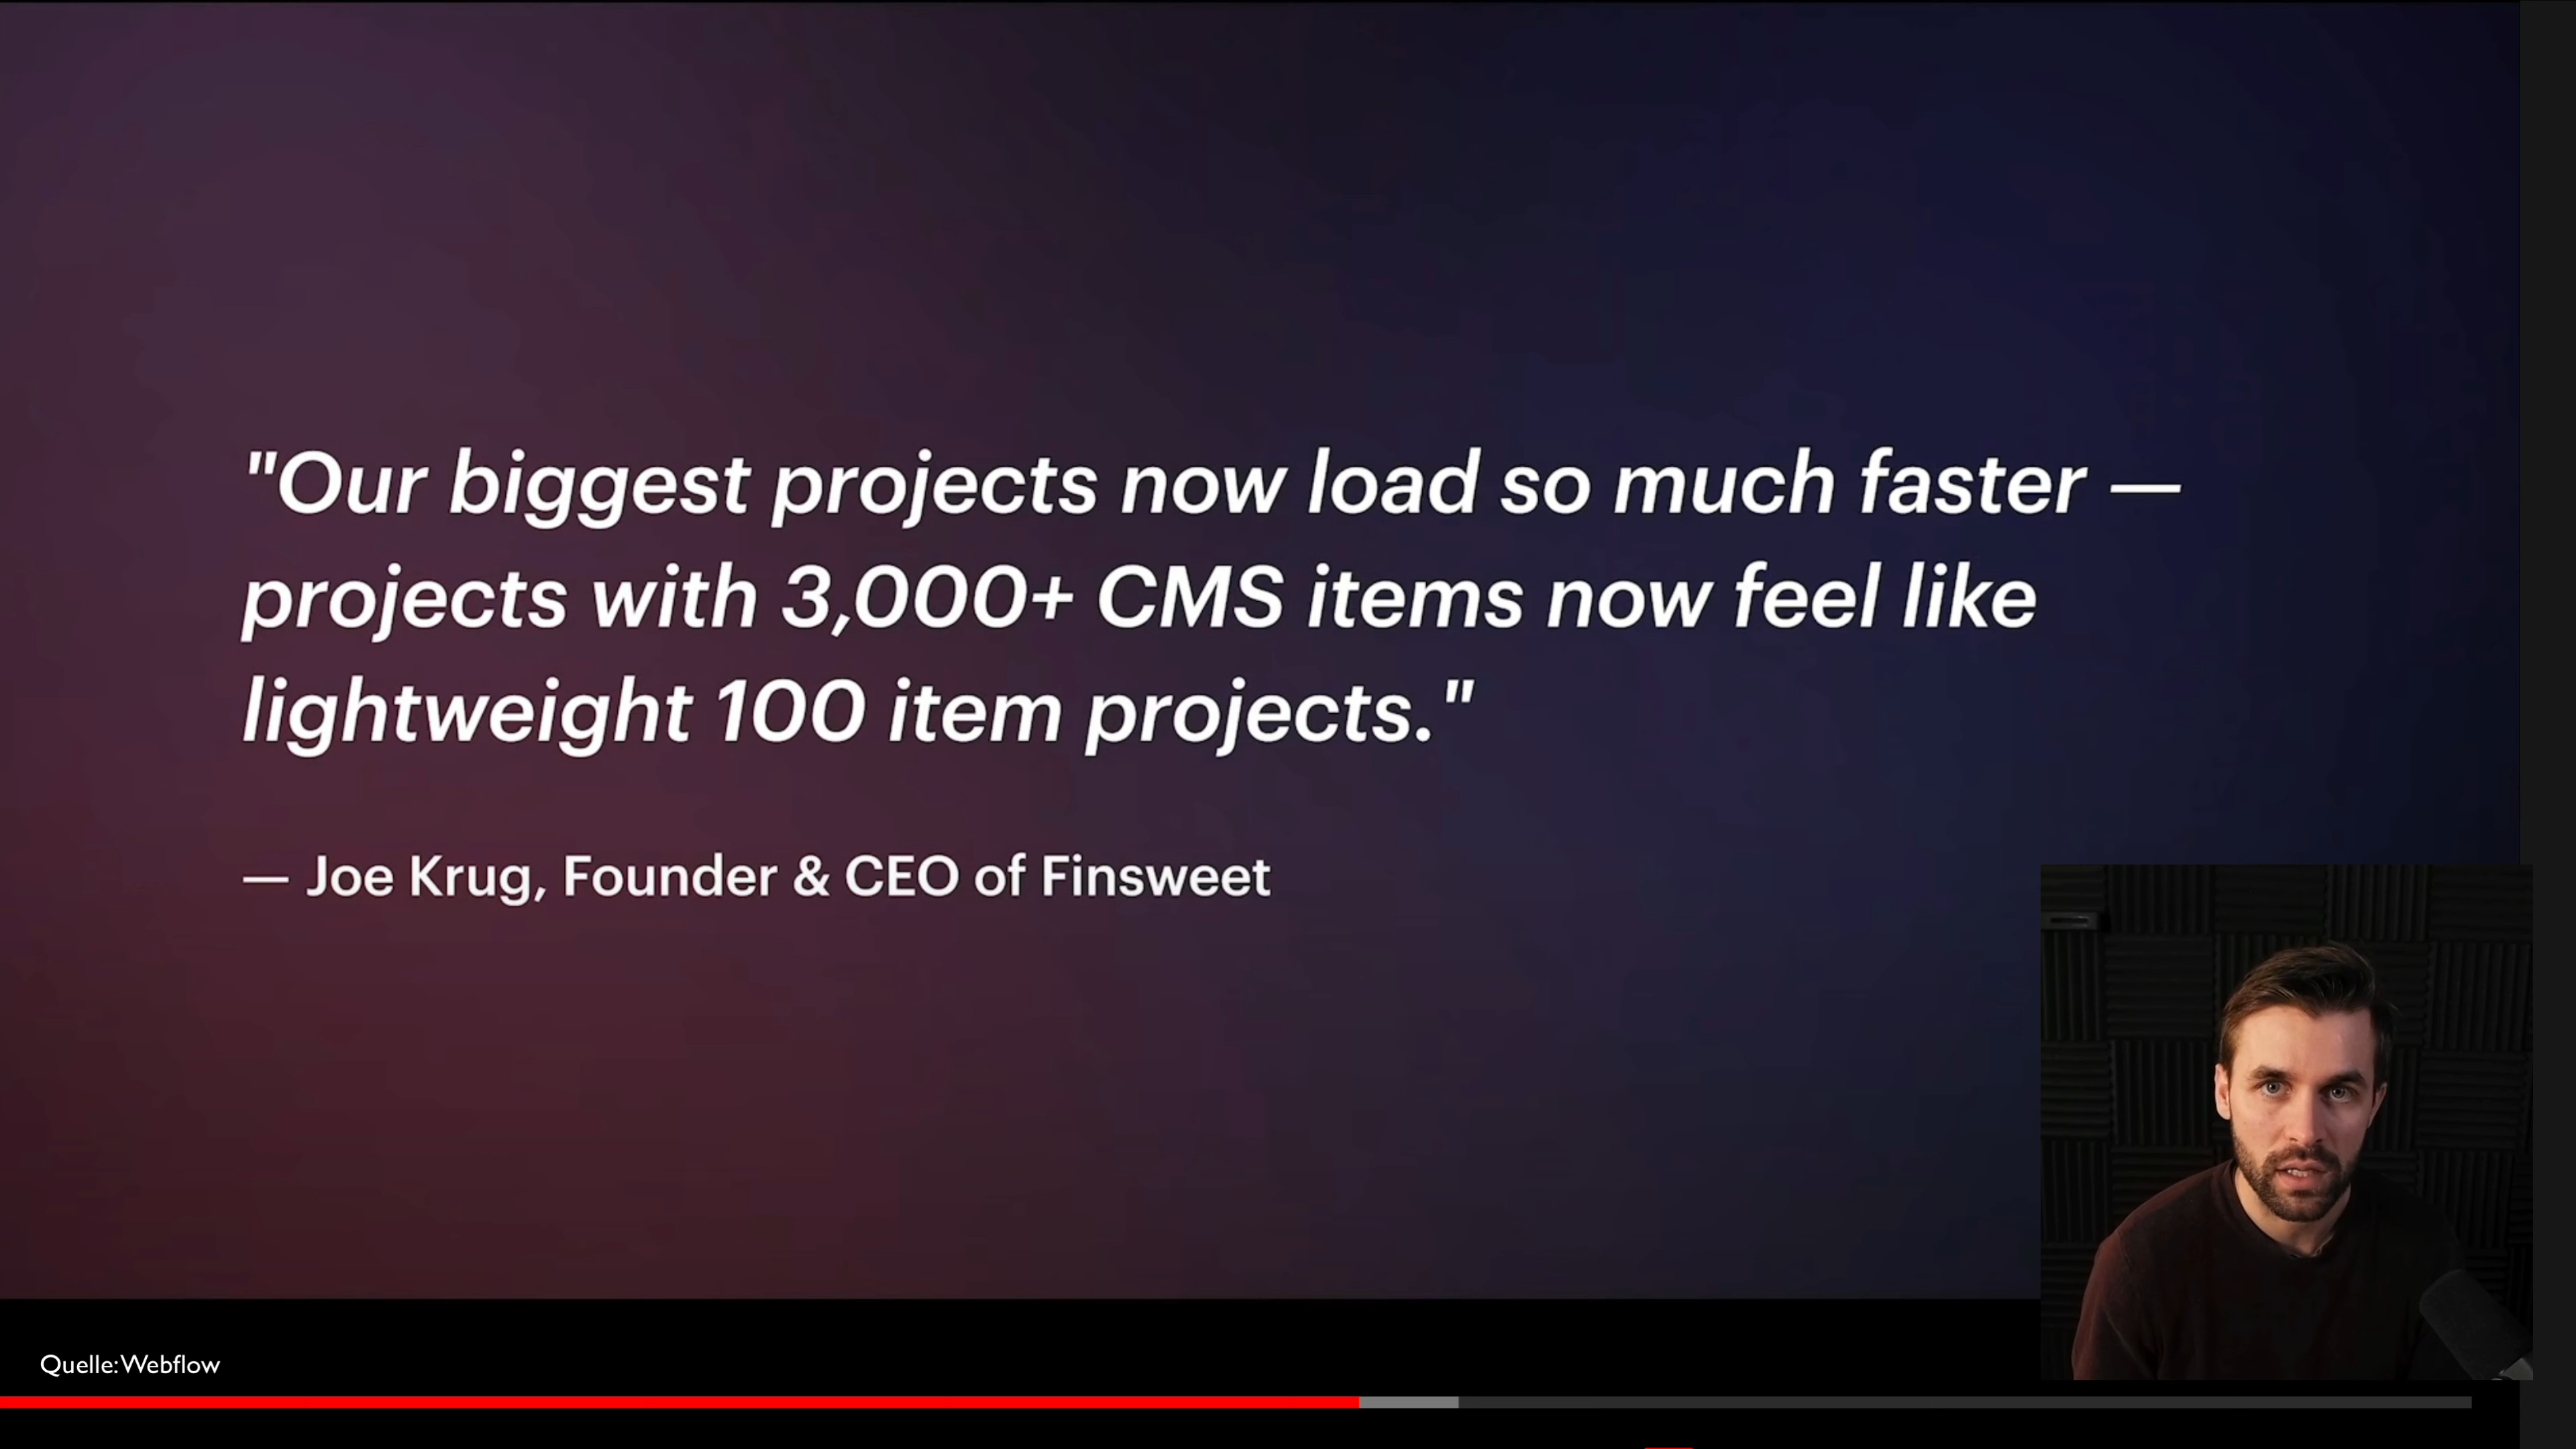 "Our biggest projects now load so much faster —
projects with 3,000+ CMS items now feel like
lightweight 100 item projects."
— Joe Krug, Founder & CEO of Finsweet
Quelle: Webflow